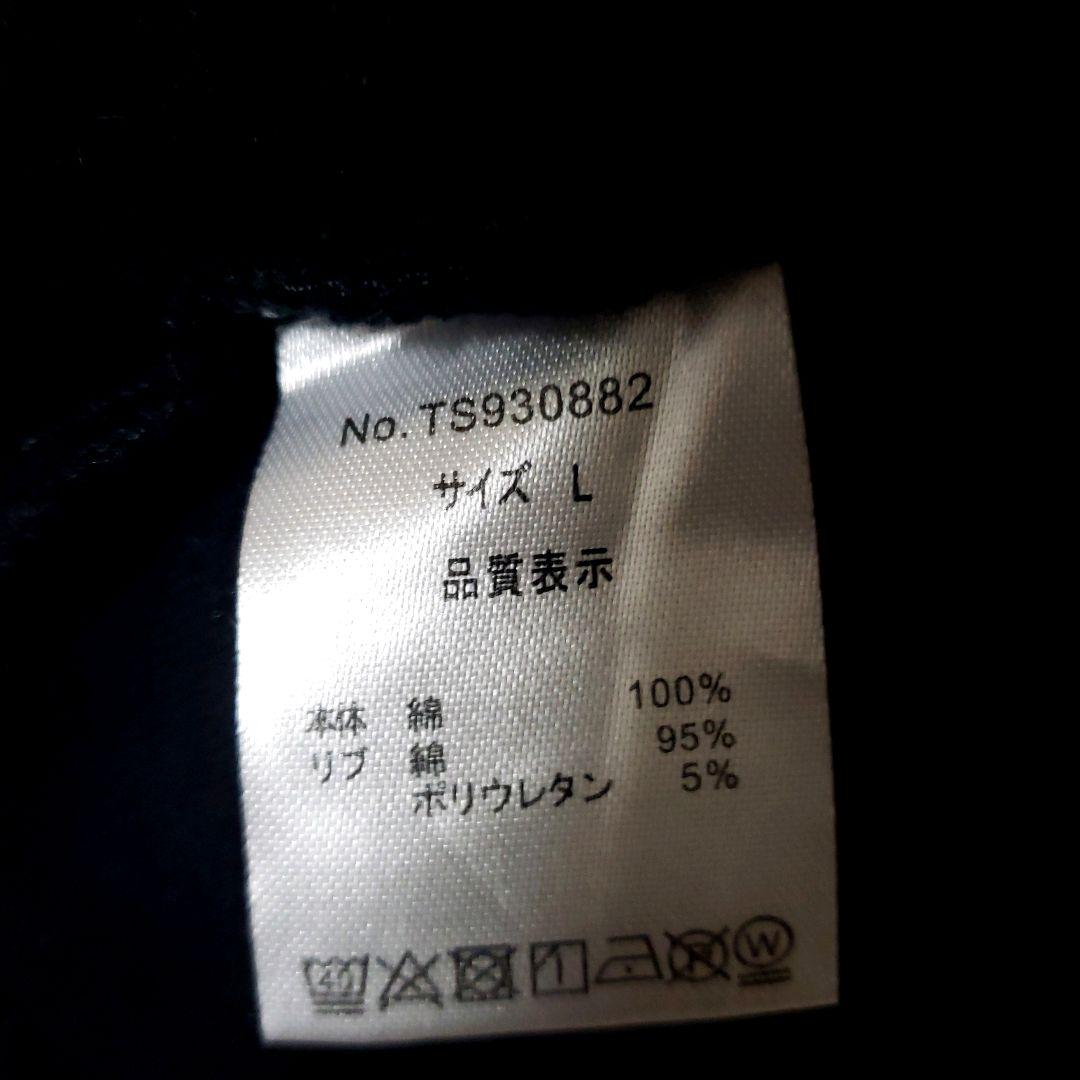 No. TS930882
サイズ L
品質表示
本体 綿 100%
リブ 綿 95%
ポリウレタン 5%
40 W